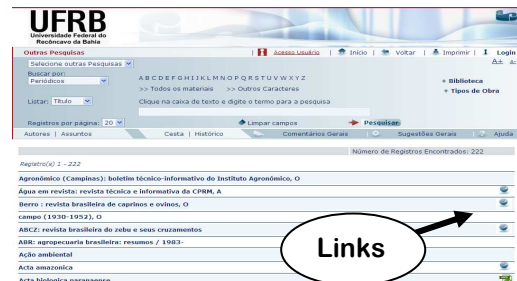 UFRB
Universidade Federal do
Recôncavo da Bahia
Outras Pesquisas | Acesso Usuário | Início | Voltar | Imprimir | Login
Selecione outras Pesquisas A+ a-
Buscar por:
Periódicos A B C D E F G H I J K L M N O P Q R S T U V W X Y Z + Biblioteca
>> Todos os materiais >> Outros Caracteres + Tipos de Obra
Listar: Título Clique na caixa de texto e digite o termo para a pesquisa
Registros por página: 20 Limpar campos Pesquisar
Autores | Assuntos Cesta | Histórico Comentários Gerais | Sugestões Gerais | Ajuda
Número de Registros Encontrados: 222
Registro(s) 1 - 222
Agronômico (Campinas): boletim técnico-informativo do Instituto Agronômico, O
Água em revista: revista técnica e informativa da CPRM, A
Berro : revista brasileira de caprinos e ovinos, O
campo (1930-1952), O
ABCZ: revista brasileira do zebu e seus cruzamentos
ABR: agropecuaria brasileira: resumos / 1983-
Ação ambiental
Acta amazonica
Acta biologica paranaense
Links